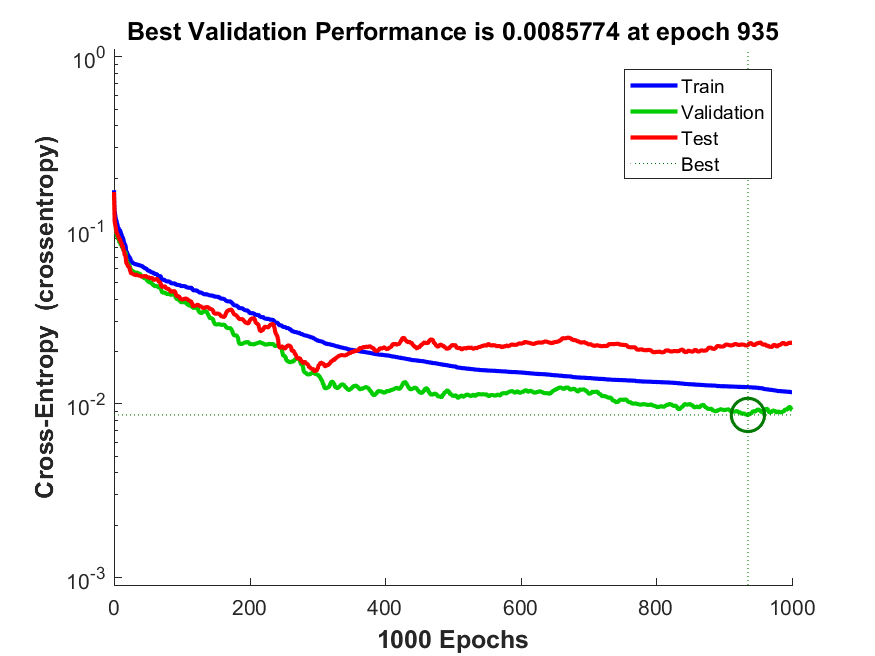 Best Validation Performance is 0.0085774 at epoch 935
Cross-Entropy (crossentropy)
10^0
10^-1
10^-2
10^-3
Train
Validation
Test
Best
0 200 400 600 800 1000
1000 Epochs